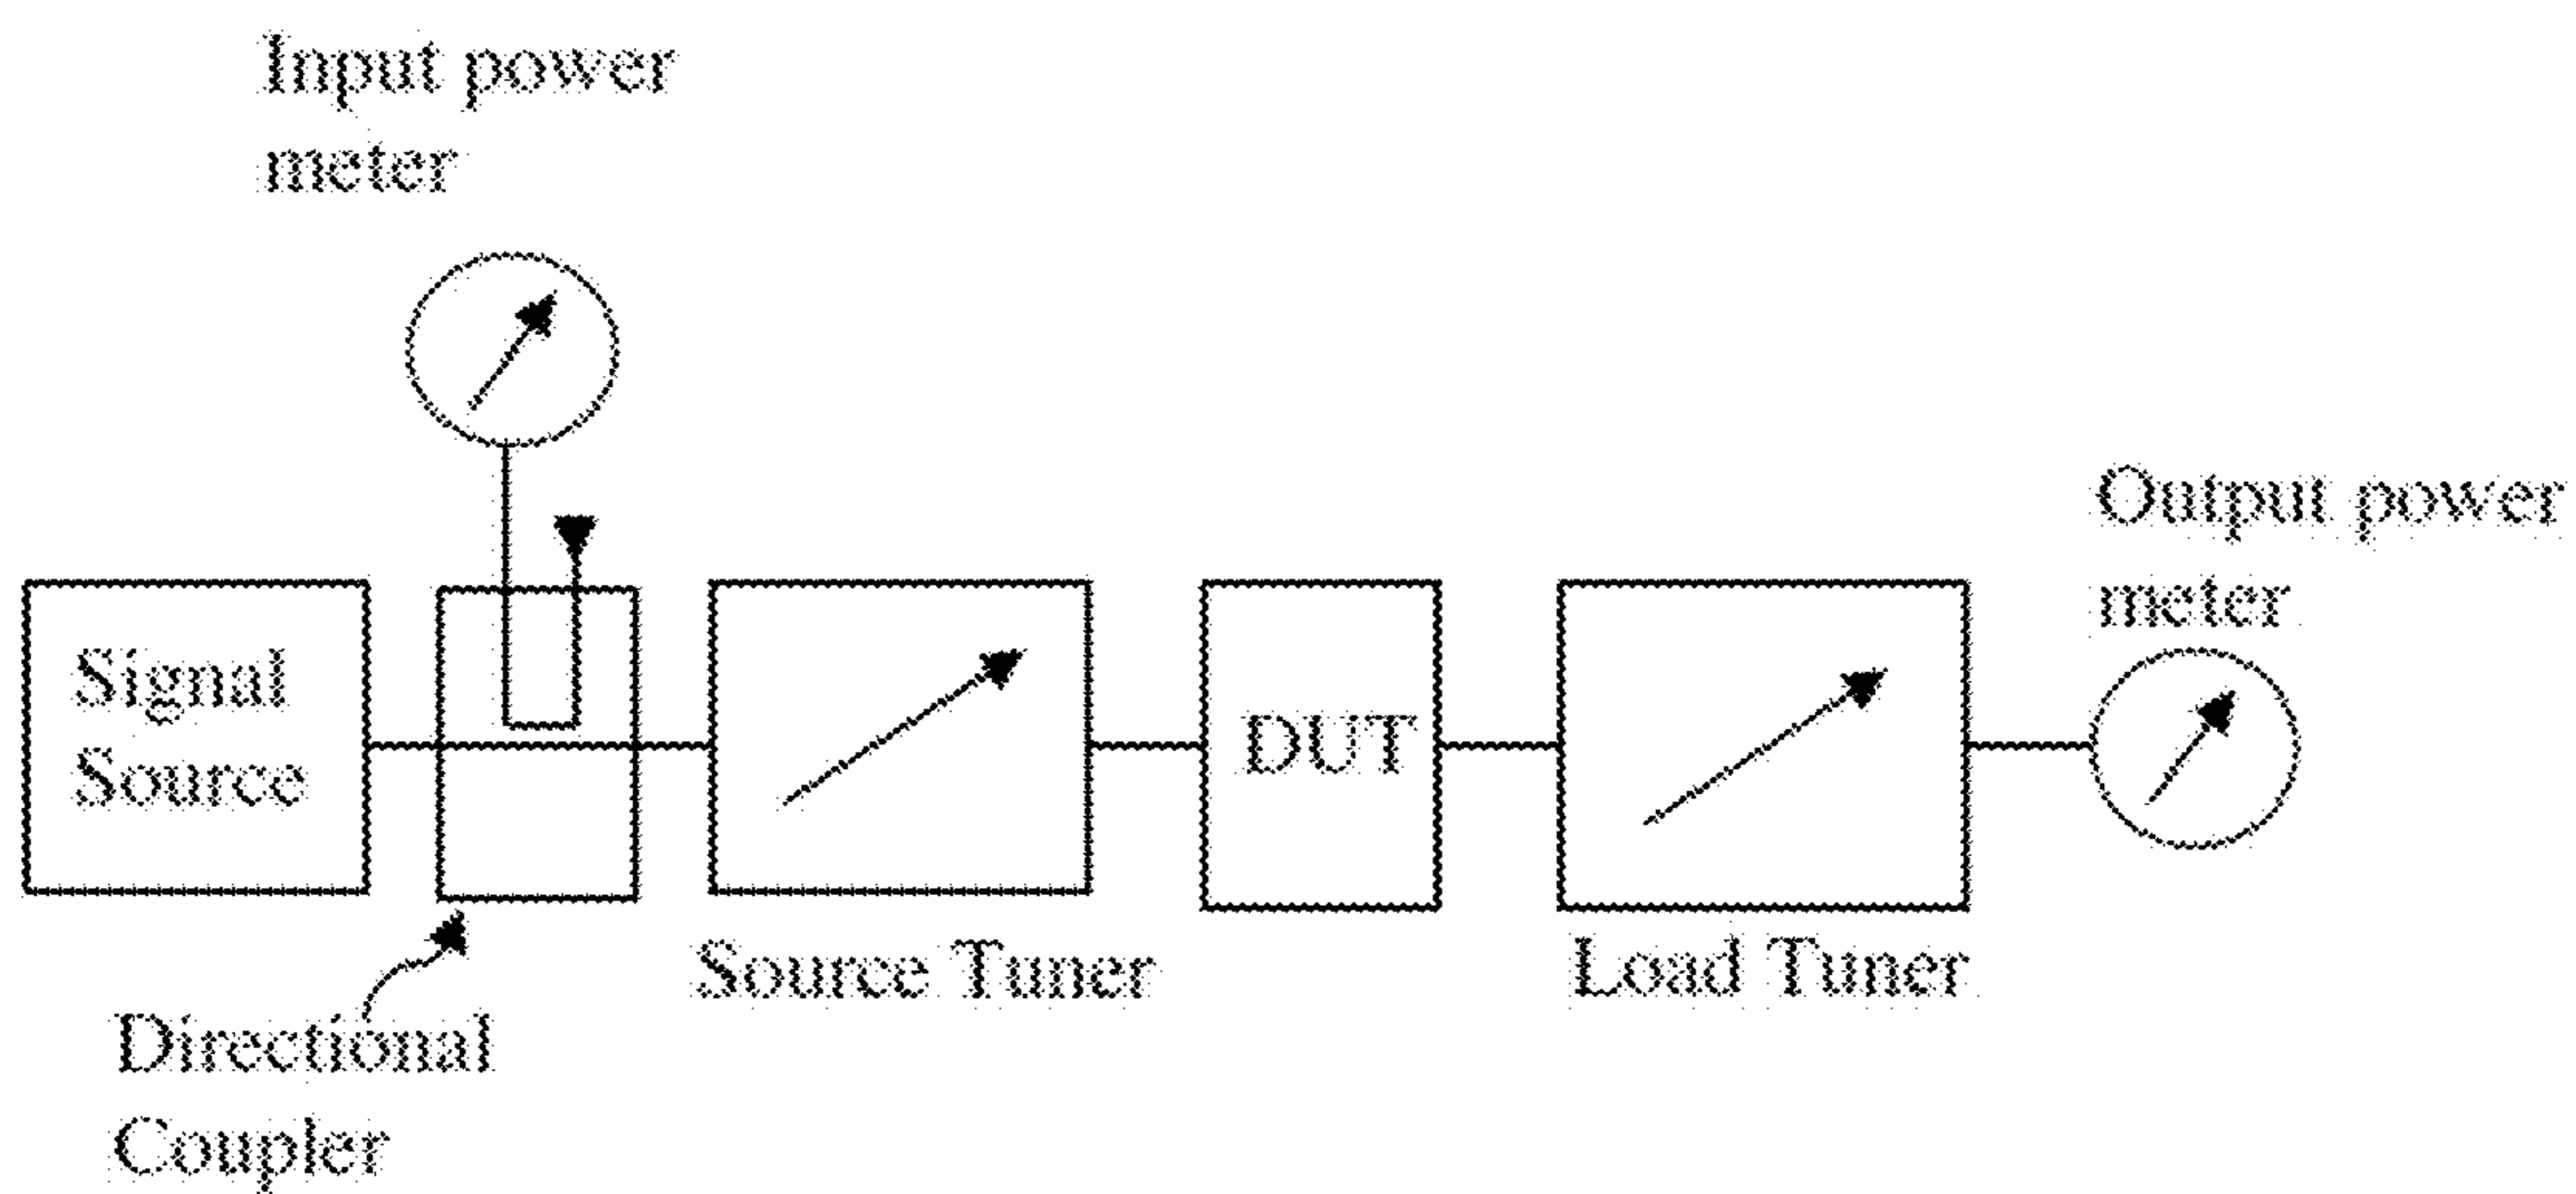 Input power
meter
Output power
meter
Signal
Source
DUT
Source Tuner
Load Tuner
Directional
Coupler